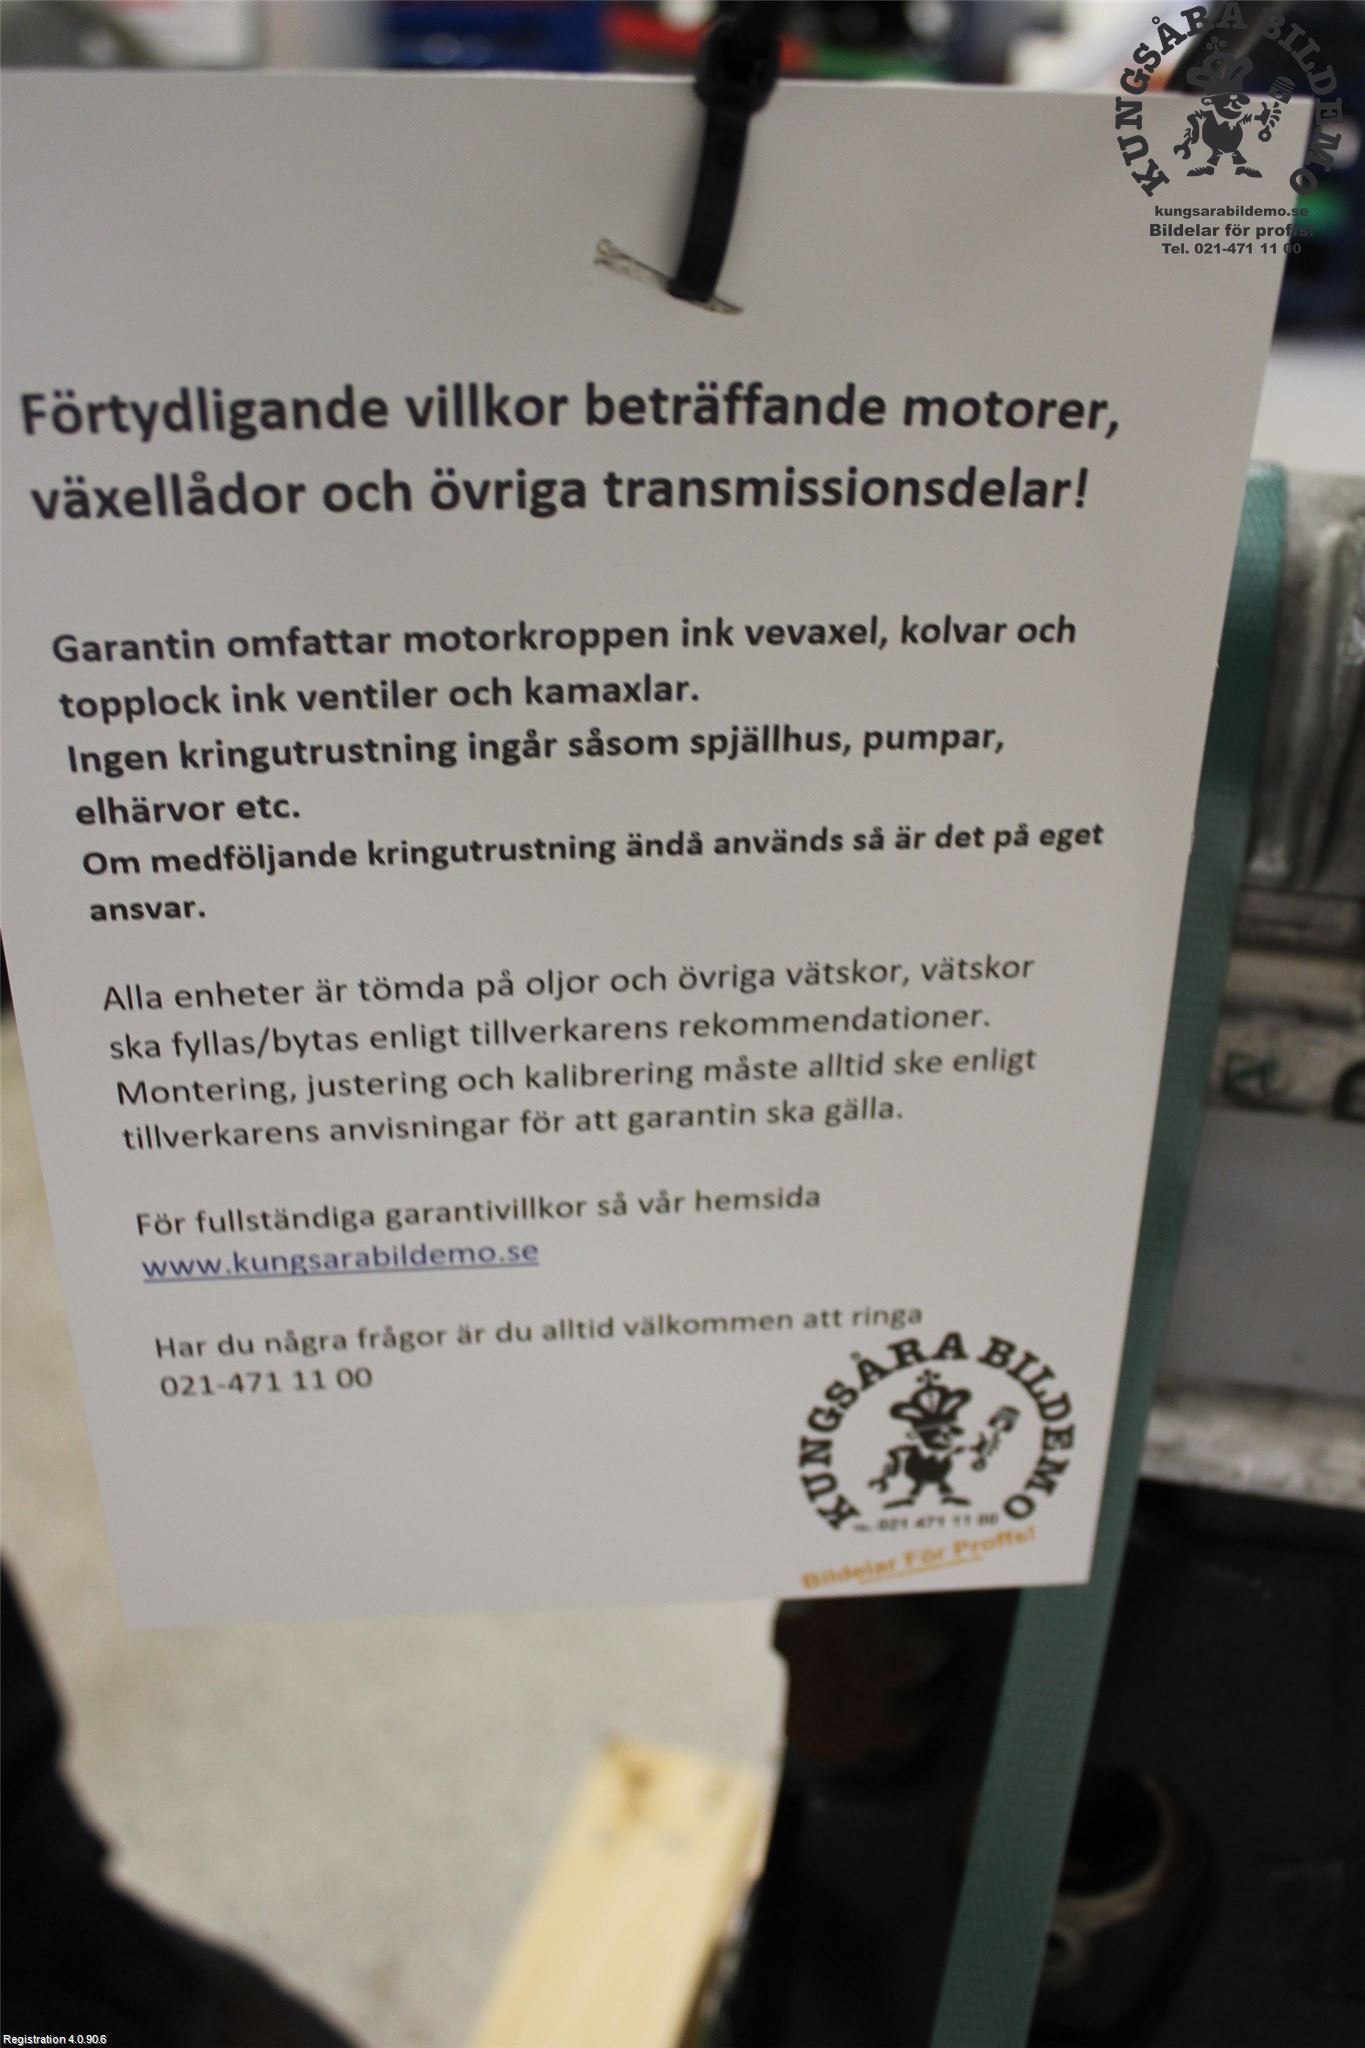 KUNGSÅRA BILDEMO
kungsarabildemo.se
Bildelar för proffs!
Tel. 021-471 11 00
Förtydligande villkor beträffande motorer,
växellådor och övriga transmissionsdelar!
Garantin omfattar motorkroppen ink vevaxel, kolvar och
topplock ink ventiler och kamaxlar.
Ingen kringutrustning ingår såsom spjällhus, pumpar,
elhärvor etc.
Om medföljande kringutrustning ändå används så är det på eget
ansvar.
Alla enheter är tömda på oljor och övriga vätskor, vätskor
ska fyllas/bytas enligt tillverkarens rekommendationer.
Montering, justering och kalibrering måste alltid ske enligt
tillverkarens anvisningar för att garantin ska gälla.
För fullständiga garantivillkor så vår hemsida
www.kungsarabildemo.se
Har du några frågor är du alltid välkommen att ringa
021-471 11 00
KUNGSÅRA BILDEMO
021 471 11 00
Bildelar För Proffs!
Registration 4.0.90.6